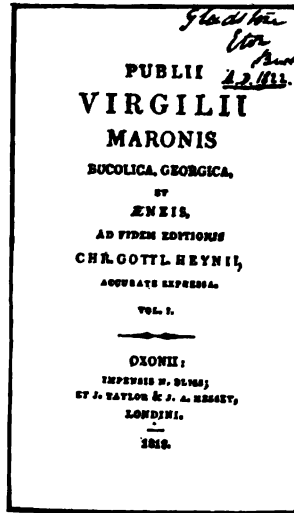 Gladstone
Eton
A.D. 1822.
PUBLII
VIRGILII
MARONIS
BUCOLICA, GEORGICA,
ET
ÆNEIS,
AD FIDEM EDITIONIS
CHR. GOTTL. HEYNII,
ACCURATE EXPRESSA.
VOL. I.
OXONII:
IMPENSIS N. BLISS;
ET J. TAYLOR & J. A. HESSEY,
LONDINI.
1818.